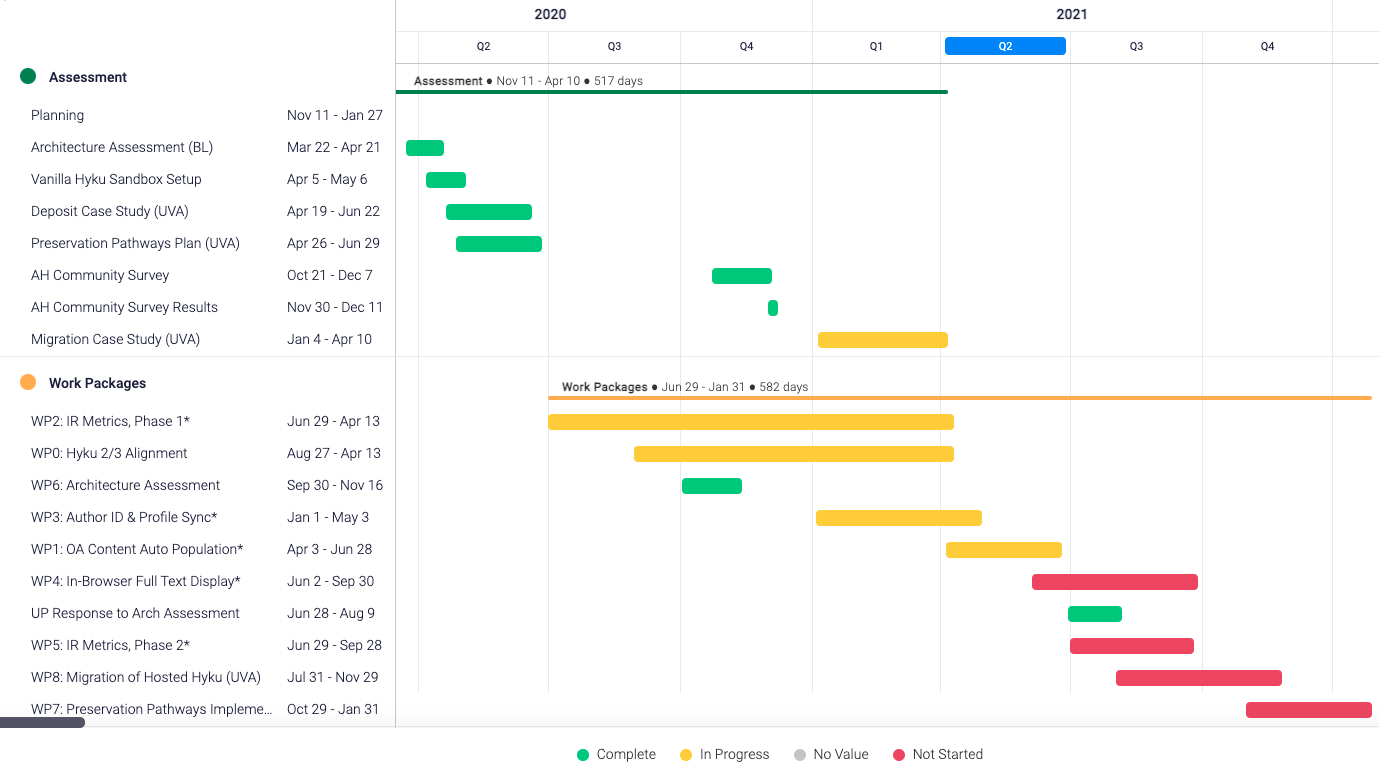 2020 2021
Q2 Q3 Q4 Q1 Q2 Q3 Q4
Assessment
Assessment ● Nov 11 - Apr 10 ● 517 days
Planning Nov 11 - Jan 27
Architecture Assessment (BL) Mar 22 - Apr 21
Vanilla Hyku Sandbox Setup Apr 5 - May 6
Deposit Case Study (UVA) Apr 19 - Jun 22
Preservation Pathways Plan (UVA) Apr 26 - Jun 29
AH Community Survey Oct 21 - Dec 7
AH Community Survey Results Nov 30 - Dec 11
Migration Case Study (UVA) Jan 4 - Apr 10
Work Packages
Work Packages ● Jun 29 - Jan 31 ● 582 days
WP2: IR Metrics, Phase 1* Jun 29 - Apr 13
WP0: Hyku 2/3 Alignment Aug 27 - Apr 13
WP6: Architecture Assessment Sep 30 - Nov 16
WP3: Author ID & Profile Sync* Jan 1 - May 3
WP1: OA Content Auto Population* Apr 3 - Jun 28
WP4: In-Browser Full Text Display* Jun 2 - Sep 30
UP Response to Arch Assessment Jun 28 - Aug 9
WP5: IR Metrics, Phase 2* Jun 29 - Sep 28
WP8: Migration of Hosted Hyku (UVA) Jul 31 - Nov 29
WP7: Preservation Pathways Impleme... Oct 29 - Jan 31
Complete In Progress No Value Not Started